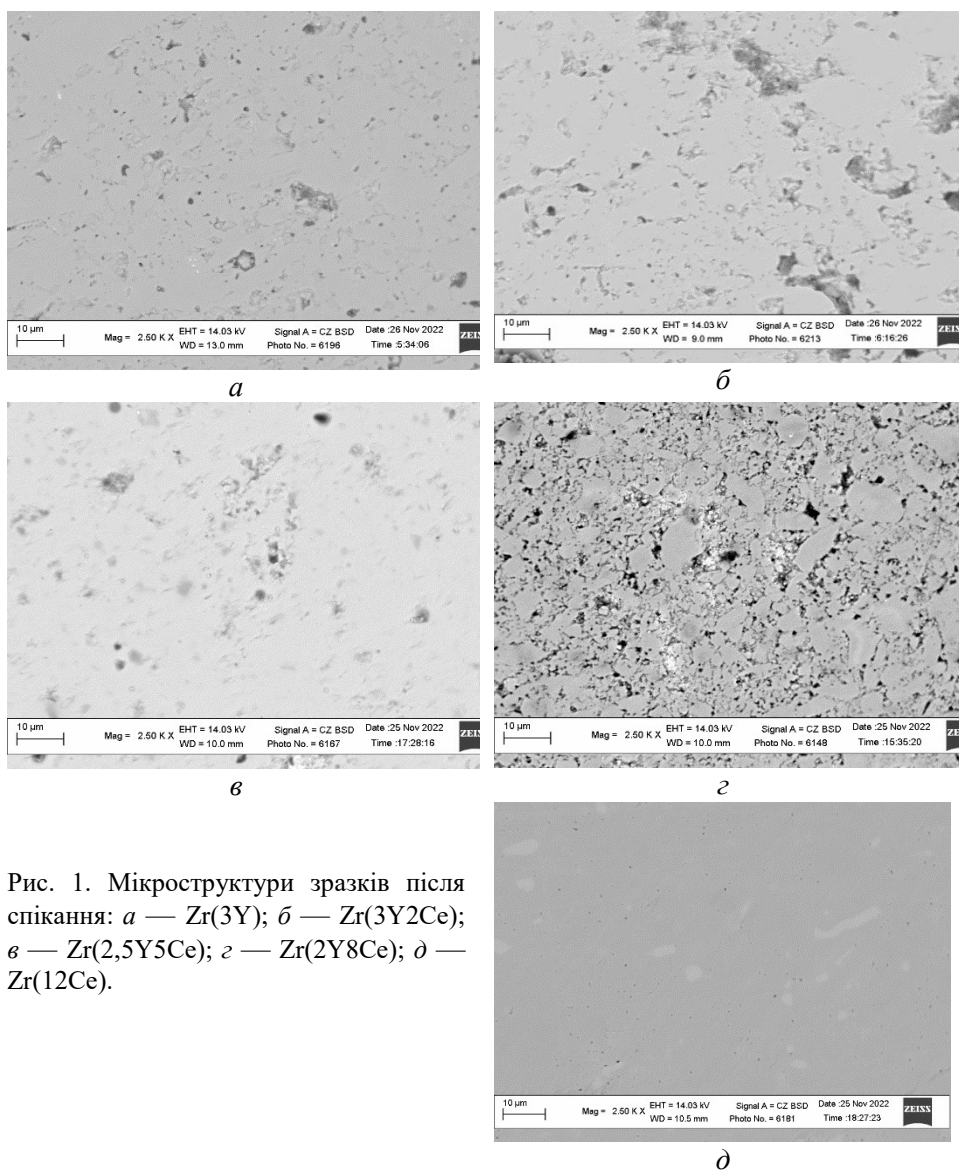 10 µm
Mag = 2.50 K X
EHT = 14.03 kV
WD = 13.0 mm
Signal A = CZ BSD
Photo No. = 6196
Date :26 Nov 2022
Time :5:34:06
10 µm
Mag = 2.50 K X
EHT = 14.03 kV
WD = 9.0 mm
Signal A = CZ BSD
Photo No. = 6213
Date :26 Nov 2022
Time :6:16:26
а
б
10 µm
Mag = 2.50 K X
EHT = 14.03 kV
WD = 10.0 mm
Signal A = CZ BSD
Photo No. = 6167
Date :25 Nov 2022
Time :17:28:16
10 µm
Mag = 2.50 K X
EHT = 14.03 kV
WD = 10.0 mm
Signal A = CZ BSD
Photo No. = 6148
Date :25 Nov 2022
Time :15:35:20
в
г
Рис. 1. Мікроструктури зразків після
спікання: а — Zr(3Y); б — Zr(3Y2Ce);
в — Zr(2,5Y5Ce); г — Zr(2Y8Ce); д —
Zr(12Ce).
10 µm
Mag = 2.50 K X
EHT = 14.03 kV
WD = 10.5 mm
Signal A = CZ BSD
Photo No. = 6181
Date :25 Nov 2022
Time :18:27:23
ZEISS
д